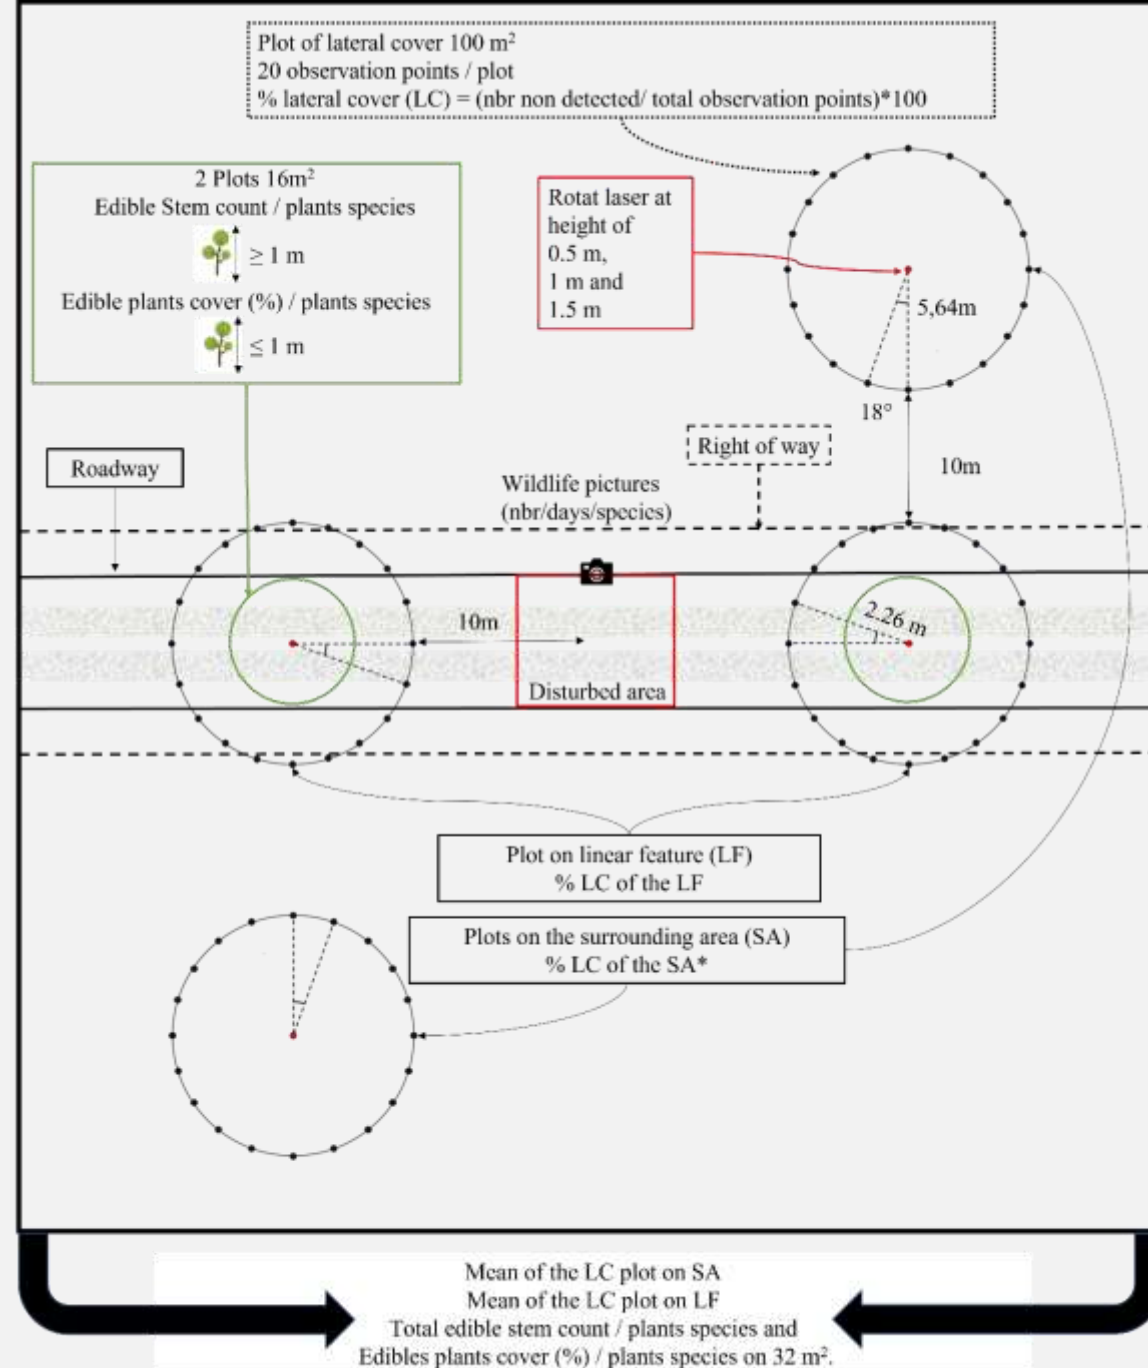 Plot of lateral cover 100 m²
20 observation points / plot
% lateral cover (LC) = (nbr non detected/ total observation points)*100
2 Plots 16m²
Edible Stem count / plants species
≥ 1 m
Edible plants cover (%) / plants species
≤ 1 m
Rotat laser at
height of
0.5 m,
1 m and
1.5 m
5,64m
18°
10m
Right of way
Roadway
Wildlife pictures
(nbr/days/species)
10m
2.26 m
Disturbed area
Plot on linear feature (LF)
% LC of the LF
Plots on the surrounding area (SA)
% LC of the SA*
Mean of the LC plot on SA
Mean of the LC plot on LF
Total edible stem count / plants species and
Edibles plants cover (%) / plants species on 32 m².